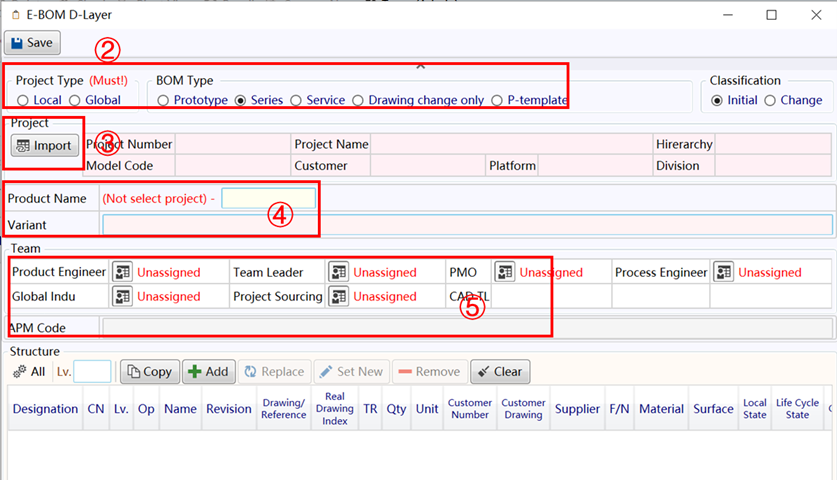 E-BOM D-Layer
Save
②
Project Type (Must!) BOM Type Classification
Local Global Prototype Series Service Drawing change only P-template Initial Change
Project
Import ③ Project Number Project Name Hirerarchy
Model Code Customer Platform Division
Product Name (Not select project) - ④
Variant
Team
Product Engineer Unassigned Team Leader Unassigned PMO Unassigned Process Engineer Unassigned
Global Indu Unassigned Project Sourcing Unassigned CAD TL ⑤
APM Code
Structure
All Lv. Copy Add Replace Set New Remove Clear
Designation CN Lv. Op Name Revision Drawing/ Reference Real Drawing Index TR Qty Unit Customer Number Customer Drawing Supplier F/N Material Surface Local State Life Cycle State